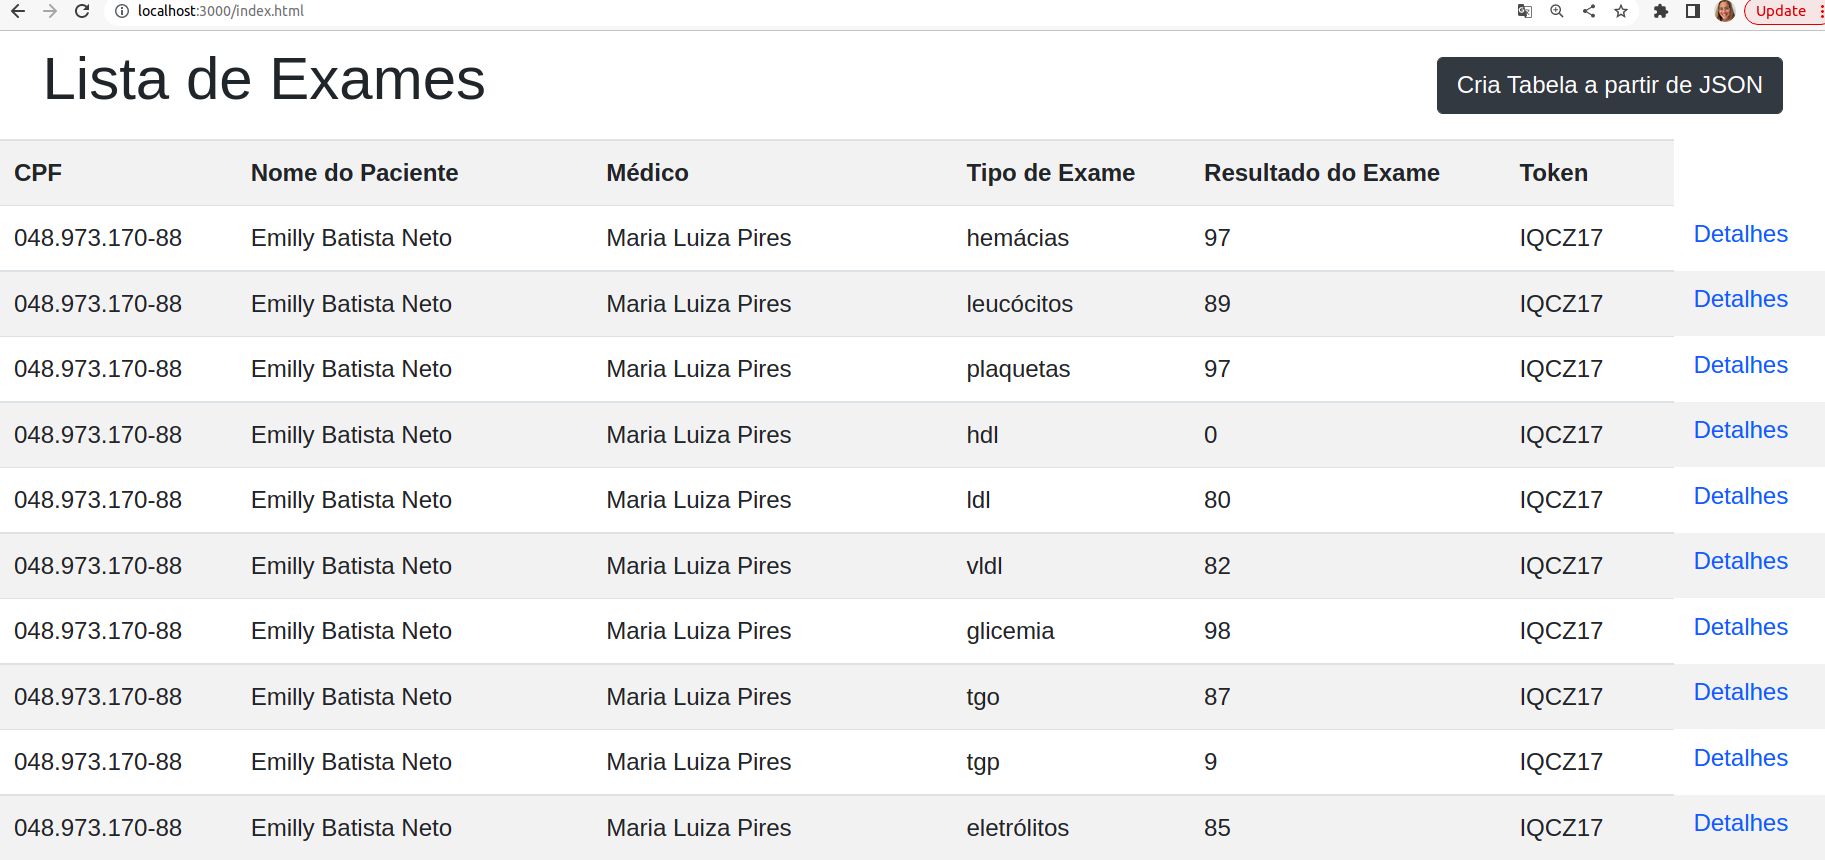 localhost:3000/index.html Update
Lista de Exames
Cria Tabela a partir de JSON
CPF Nome do Paciente Médico Tipo de Exame Resultado do Exame Token
048.973.170-88 Emilly Batista Neto Maria Luiza Pires hemácias 97 IQCZ17 Detalhes
048.973.170-88 Emilly Batista Neto Maria Luiza Pires leucócitos 89 IQCZ17 Detalhes
048.973.170-88 Emilly Batista Neto Maria Luiza Pires plaquetas 97 IQCZ17 Detalhes
048.973.170-88 Emilly Batista Neto Maria Luiza Pires hdl 0 IQCZ17 Detalhes
048.973.170-88 Emilly Batista Neto Maria Luiza Pires ldl 80 IQCZ17 Detalhes
048.973.170-88 Emilly Batista Neto Maria Luiza Pires vldl 82 IQCZ17 Detalhes
048.973.170-88 Emilly Batista Neto Maria Luiza Pires glicemia 98 IQCZ17 Detalhes
048.973.170-88 Emilly Batista Neto Maria Luiza Pires tgo 87 IQCZ17 Detalhes
048.973.170-88 Emilly Batista Neto Maria Luiza Pires tgp 9 IQCZ17 Detalhes
048.973.170-88 Emilly Batista Neto Maria Luiza Pires eletrólitos 85 IQCZ17 Detalhes